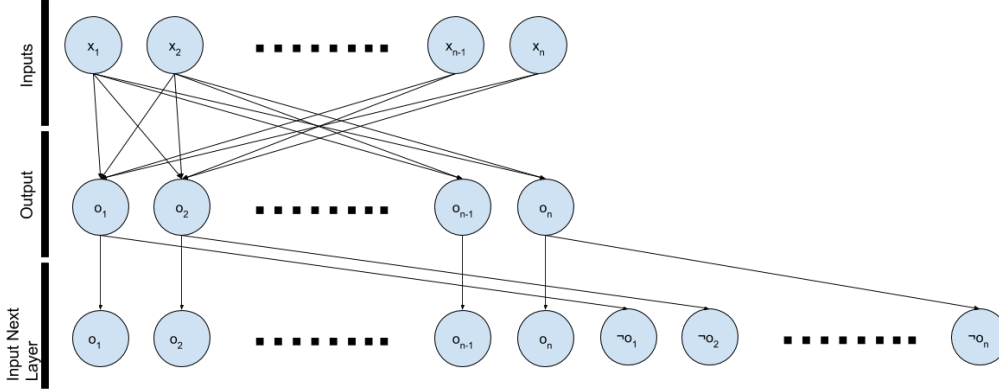 Inputs
x1 x2 xn-1 xn
Output
o1 o2 on-1 on
Input Next
Layer
o1 o2 on-1 on ¬o1 ¬o2 ¬on